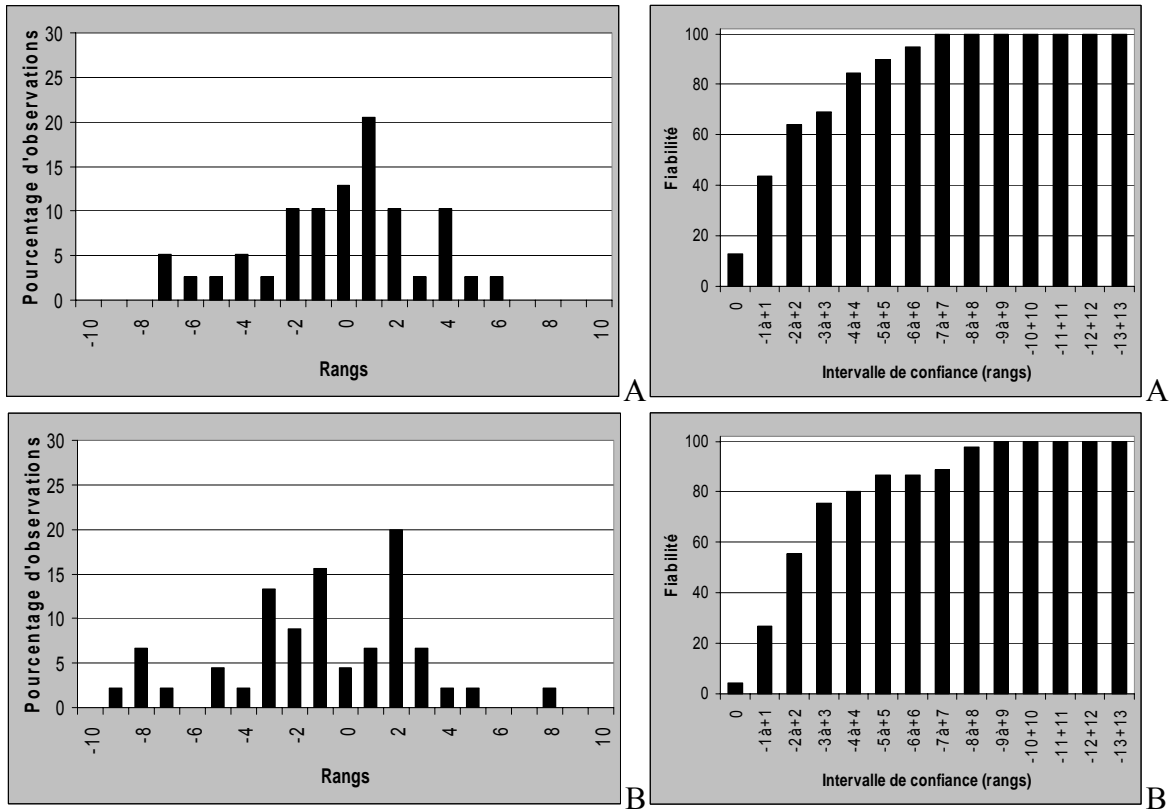 Pourcentage d'observations
30
25
20
15
10
5
0
-10
-8
-6
-4
-2
0
2
4
6
8
10
Rangs
A
Fiabilité
100
80
60
40
20
0
0
-1à+1
-2à+2
-3à+3
-4à+4
-5à+5
-6à+6
-7à+7
-8à+8
-9à+9
-10+10
-11+11
-12+12
-13+13
Intervalle de confiance (rangs)
A
Pourcentage d'observations
30
25
20
15
10
5
0
-10
-8
-6
-4
-2
0
2
4
6
8
10
Rangs
B
Fiabilité
100
80
60
40
20
0
0
-1à+1
-2à+2
-3à+3
-4à+4
-5à+5
-6à+6
-7à+7
-8à+8
-9à+9
-10+10
-11+11
-12+12
-13+13
Intervalle de confiance (rangs)
B